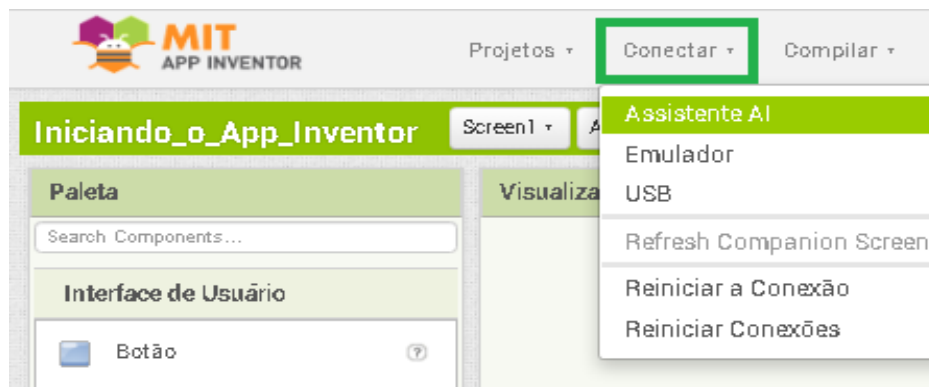 MIT
APP INVENTOR
Projetos
Conectar
Compilar
Iniciando_o_App_Inventor
Screen1
A
Assistente AI
Emulador
USB
Refresh Companion Screen
Reiniciar a Conexão
Reiniciar Conexões
Paleta
Visualiza
Search Components...
Interface de Usuário
Botão
?